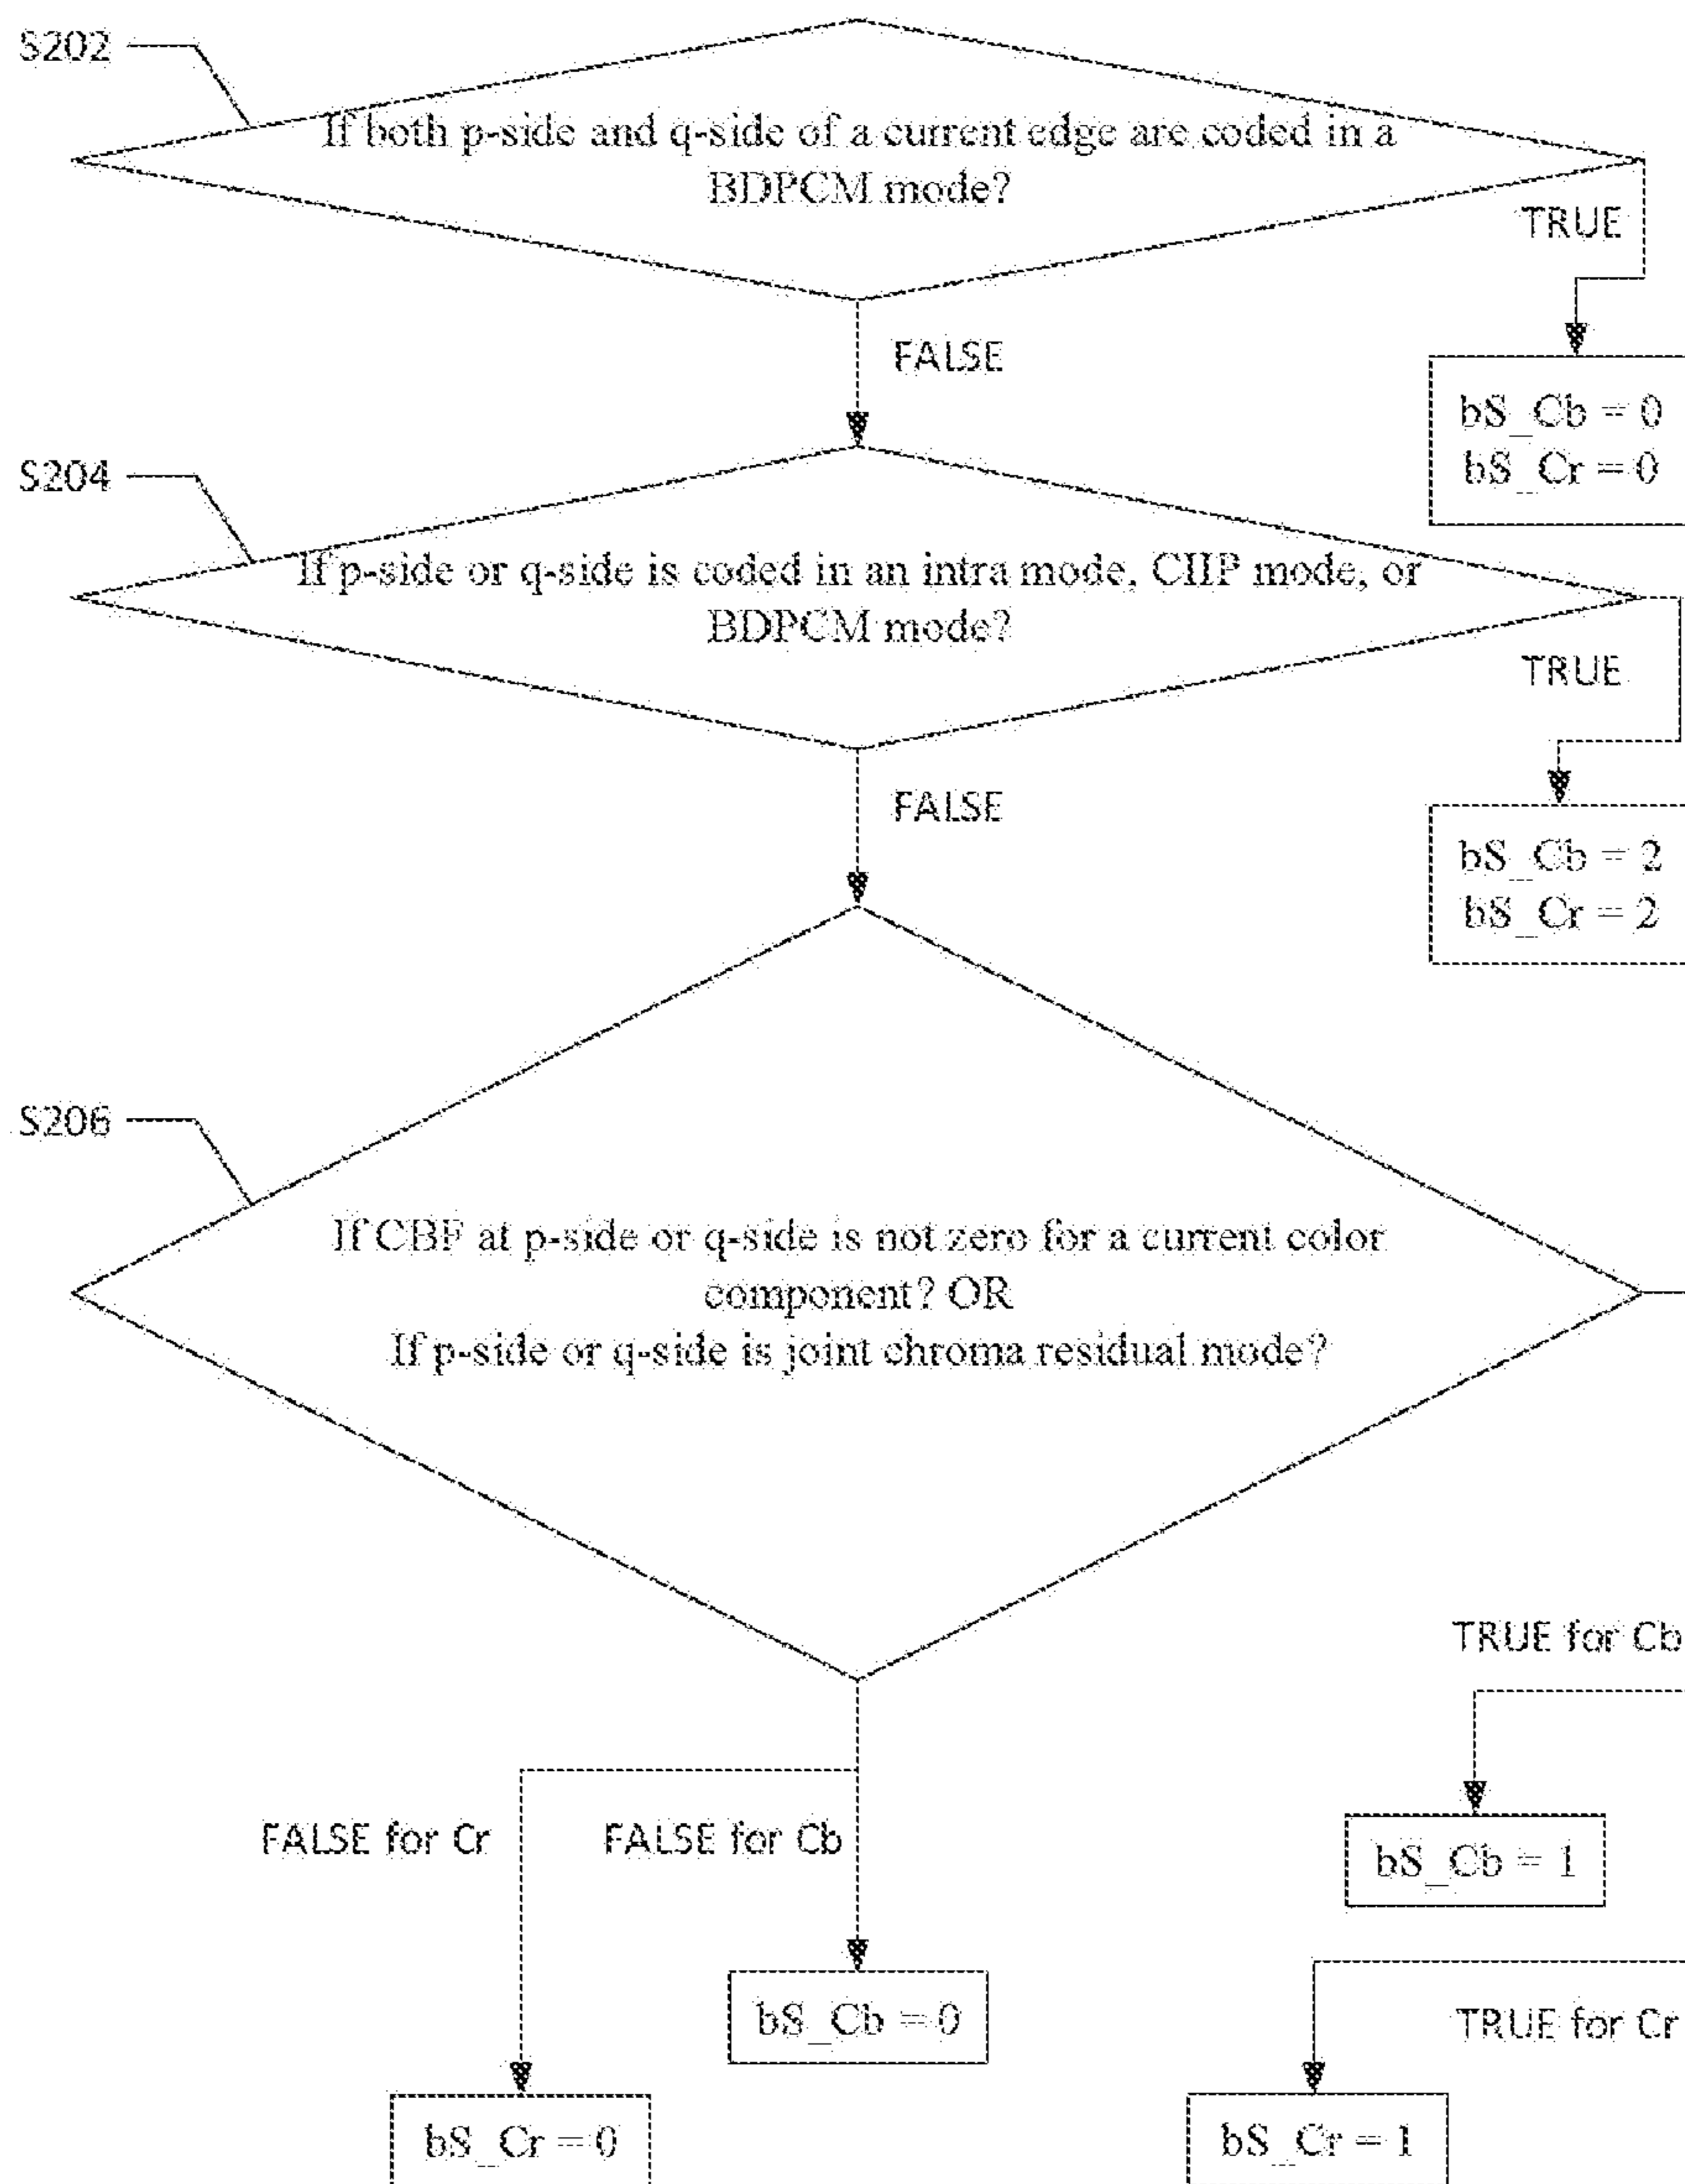 S202
If both p-side and q-side of a current edge are coded in a
BDPCM mode?
TRUE
FALSE
bS_Cb = 0
bS_Cr = 0
S204
If p-side or q-side is coded in an intra mode, CIIP mode, or
BDPCM mode?
TRUE
FALSE
bS_Cb = 2
bS_Cr = 2
S206
If CBF at p-side or q-side is not zero for a current color
component? OR
If p-side or q-side is joint chroma residual mode?
TRUE for Cb
FALSE for Cr
FALSE for Cb
bS_Cb = 1
bS_Cb = 0
TRUE for Cr
bS_Cr = 0
bS_Cr = 1